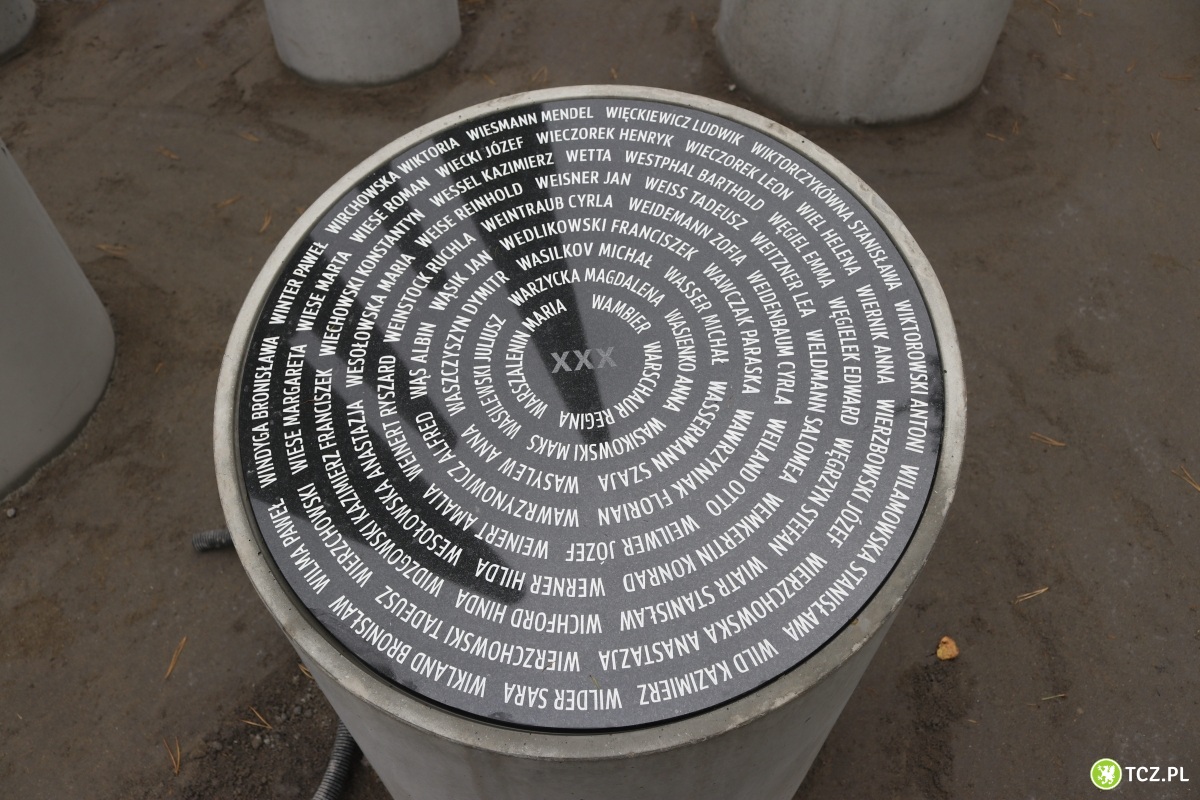 WIESMANN MENDEL WIĘCKIEWICZ LUDWIK WIKTORCZYKÓWNA STANISŁAWA WIKTOROWSKI ANTONI WILAMOWSKA STANISŁAWA WILD KAZIMIERZ WILDER SARA WIKLAND BRONISŁAW WILMA PAWEŁ WINDYGA BRONISŁAWA WINTER PAWEŁ WIRCHOWSKA WIKTORIA
WIECZOREK HENRYK WIECZOREK LEON WIEL HELENA WIERNIK ANNA WIERZBOWSKI JÓZEF WIERZCHOWSKA ANASTAZJA WIERZCHOWSKI TADEUSZ WIERZCHOWSKI WIESE MARGARETA WIESE MARTA WIESE ROMAN WIECKI JÓZEF
WETTA WESTPHAL BARTHOLD WĘGIEL EMMA WĘGIELEK EDWARD WĘGRZYN STEFAN WIATR STANISŁAW WICHFORD HINDA WIDZGOWSKI KAZIMIERZ FRANCISZEK WIECHOWSKI KONSTANTYN WESSEL KAZIMIERZ
WEISNER JAN WEISS TADEUSZ WEITZNER LEA WELDMANN SALOMEA WEMKERTIN KONRAD WERNER HILDA WESOŁOWSKA ANASTAZJA WESOŁOWSKA MARIA WEISE REINHOLD
WEINTRAUB CYRLA WEIDEMANN ZOFIA WEIDENBAUM CYRLA WEILAND OTTO WEILWER JÓZEF WEINERT AMALIA WEINERT RYSZARD WEINSTOCK RUCHLA
WEDLIKOWSKI FRANCISZEK WAWCZAK PARASKA WAWRZYNIAK FLORIAN WAWRZYNOWICZ ALFRED WĄS ALBIN WĄSIK JAN
WASILKOV MICHAŁ WASSER MICHAŁ WASSERMANN SZAJA WASYLEW ANNA WASZCZYSZYN DYMITR
WARZYCKA MAGDALENA WASIENKO ANNA WASIKOWSKI MAKS WASILEWSKI JULIUSZ
WAMBIER WARSCHAUR REGINA WARSZALENIN MARIA
XXX
TCZ.PL